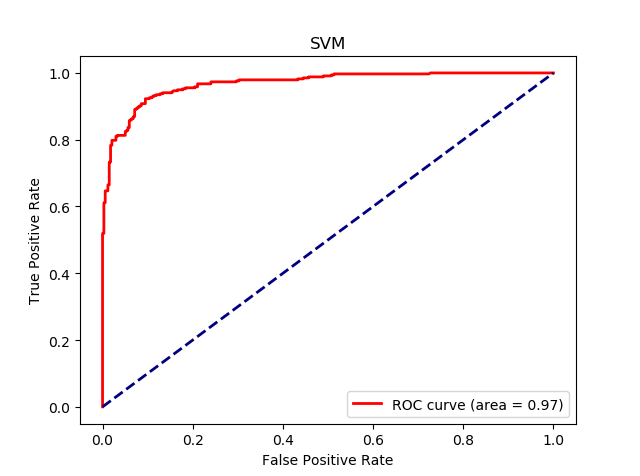 SVM
True Positive Rate
1.0
0.8
0.6
0.4
0.2
0.0
ROC curve (area = 0.97)
0.0 0.2 0.4 0.6 0.8 1.0
False Positive Rate